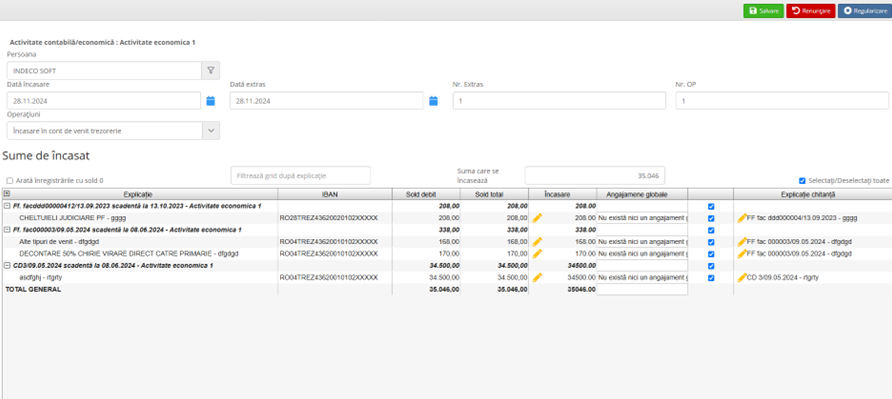 Salvare Renunțare Regularizare
Activitate contabilă/economică : Activitate economica 1
Persoana
INDECO SOFT
Dată încasare Dată extras Nr. Extras Nr. OP
28.11.2024 28.11.2024 1 1
Operațiuni
Încasare în cont de venit trezorerie
Sume de încasat
Arată înregistrările cu sold 0 Filtrează grid după explicație Suma care se încasează 35.046 Selectați/Deselectați toate
Explicație IBAN Sold debit Sold total Încasare Angajamene globale Explicație chitanță
Ff. facddd00000412/13.09.2023 scadentă la 13.10.2023 - Activitate economica 1 208,00 208,00 208.00
CHELTUIELI JUDICIARE PF - gggg RO28TREZ43620020102XXXXX 208,00 208,00 208.00 Nu există nici un angajament g FF fac ddd000004/13.09.2023 - gggg
Ff. fac000003/09.05.2024 scadentă la 08.06.2024 - Activitate economica 1 338,00 338,00 338.00
Alte tipuri de venit - dfgdgd RO04TREZ43620010102XXXXX 168,00 168,00 168.00 Nu există nici un angajament g FF fac 000003/09.05.2024 - dfgdgd
DECONTARE 50% CHIRIE VIRARE DIRECT CATRE PRIMARIE - dfgdgd RO04TREZ43620010102XXXXX 170,00 170,00 170.00 Nu există nici un angajament g FF fac 000003/09.05.2024 - dfgdgd
CD3/09.05.2024 scadentă la 08.06.2024 - Activitate economica 1 34.500,00 34.500,00 34500.00
asdfghj - rtgrty RO04TREZ43620010102XXXXX 34.500,00 34.500,00 34500.00 Nu există nici un angajament g CD 3/09.05.2024 - rtgrty
TOTAL GENERAL 35.046,00 35.046,00 35046.00